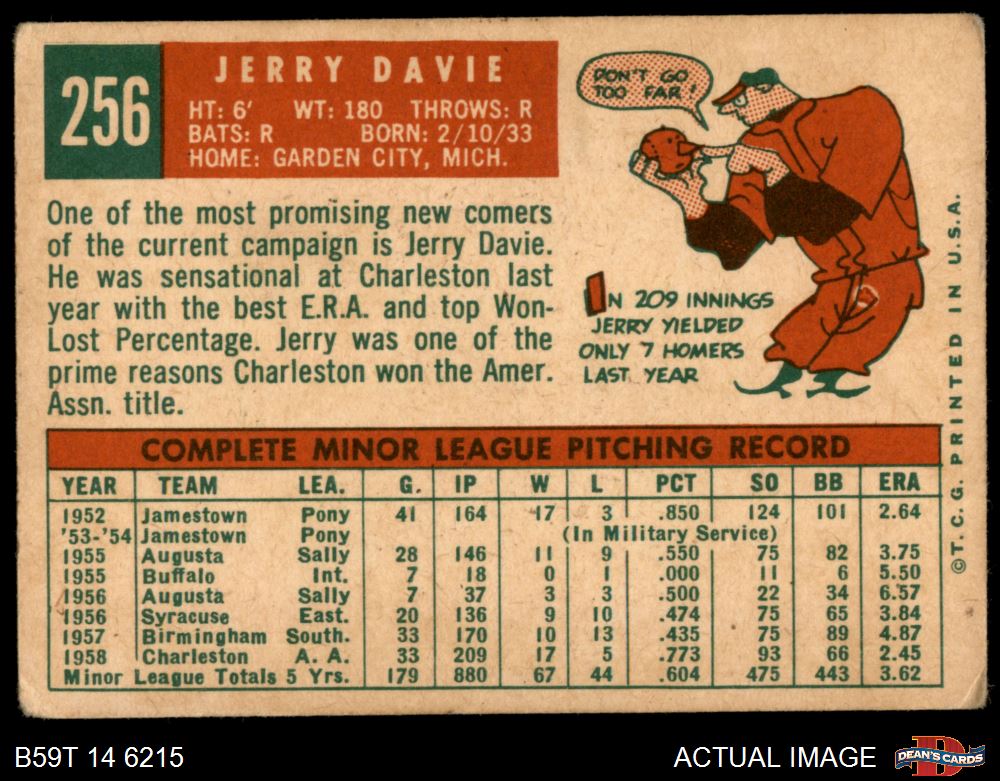 256
JERRY DAVIE
HT: 6' WT: 180 THROWS: R
BATS: R BORN: 2/10/33
HOME: GARDEN CITY, MICH.
One of the most promising new comers
of the current campaign is Jerry Davie.
He was sensational at Charleston last
year with the best E.R.A. and top Won-
Lost Percentage. Jerry was one of the
prime reasons Charleston won the Amer.
Assn. title.
DON'T GO
TOO FAR!
IN 209 INNINGS
JERRY YIELDED
ONLY 7 HOMERS
LAST YEAR
COMPLETE MINOR LEAGUE PITCHING RECORD
YEAR TEAM LEA. G. IP W L PCT SO BB ERA
1952 Jamestown Pony 41 164 17 3 .850 124 101 2.64
'53-'54 Jamestown Pony (In Military Service)
1955 Augusta Sally 28 146 11 9 .550 75 82 3.75
1955 Buffalo Int. 7 18 0 1 .000 11 6 5.50
1956 Augusta Sally 7 37 3 3 .500 22 34 6.57
1956 Syracuse East. 20 136 9 10 .474 75 65 3.84
1957 Birmingham South. 33 170 10 13 .435 75 89 4.87
1958 Charleston A. A. 33 209 17 5 .773 93 66 2.45
Minor League Totals 5 Yrs. 179 880 67 44 .604 475 443 3.62
©T. C. G. PRINTED IN U.S.A.
B59T 14 6215
ACTUAL IMAGE
D
DEAN'S CARDS